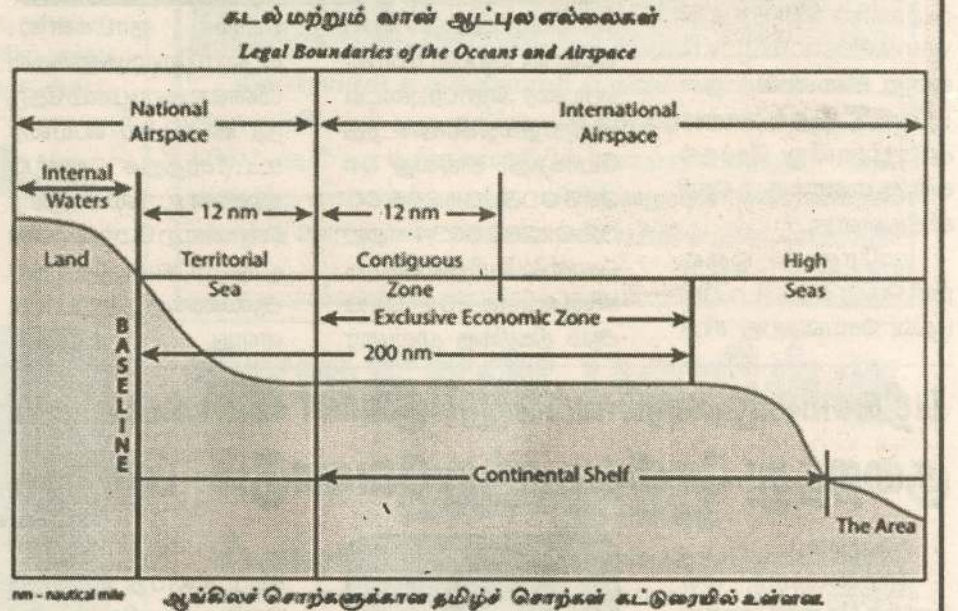 கடல் மற்றும் வான் ஆட்புல எல்லைகள்
Legal Boundaries of the Oceans and Airspace
National
Airspace
International
Airspace
Internal
Waters
12 nm
12 nm
Land
Territorial
Sea
Contiguous
Zone
High
Seas
Exclusive Economic Zone
200 nm
BASELINE
Continental Shelf
The Area
nm - nautical mile
ஆங்கிலச் சொற்களுக்கான தமிழ்ச் சொற்கள் கட்டுரையில் உள்ளன.